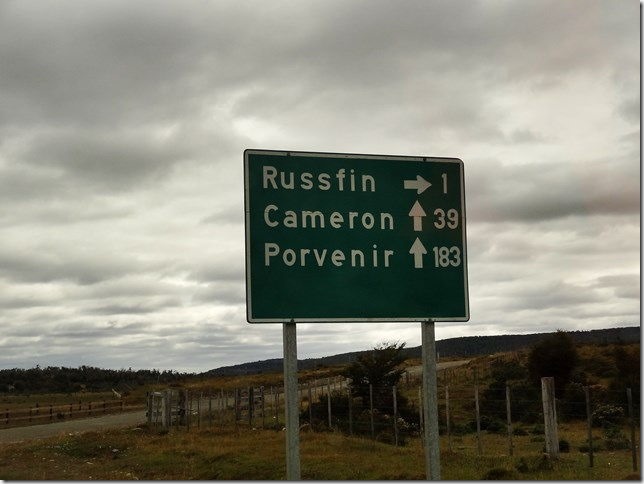 Russfin → 1
Cameron ↑ 39
Porvenir ↑ 183